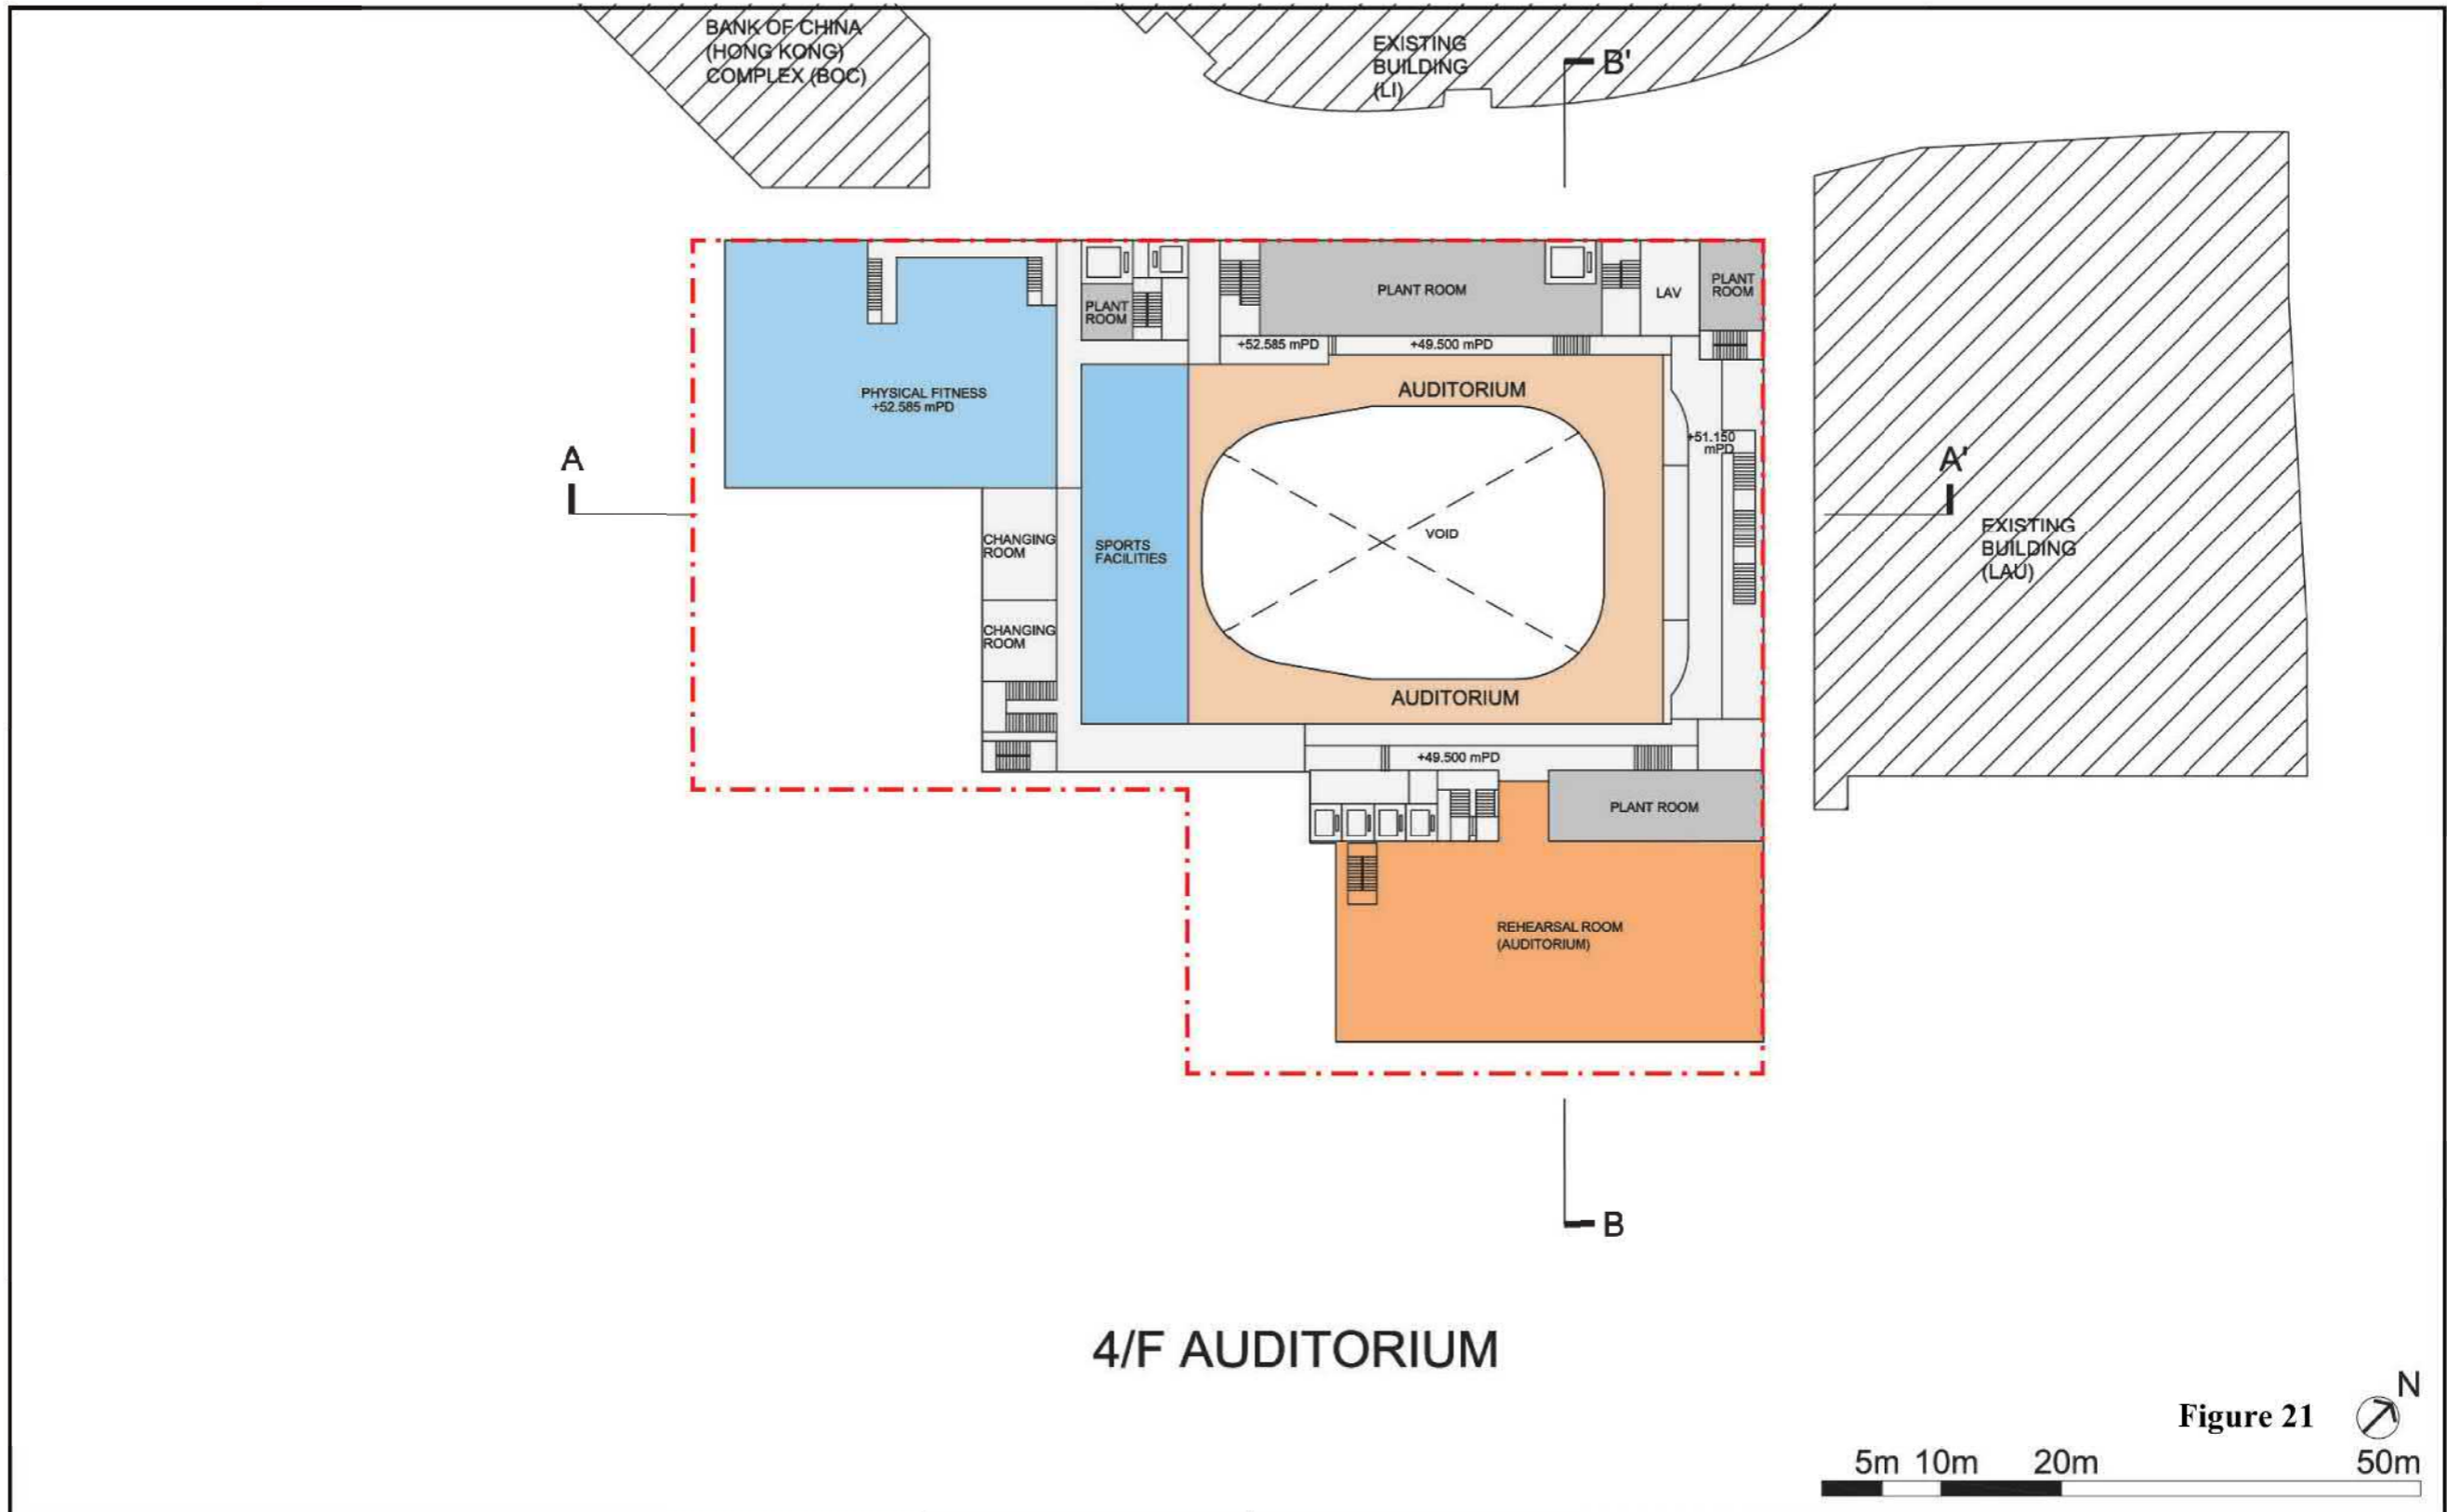 BANK OF CHINA
(HONG KONG)
COMPLEX (BOC)
EXISTING
BUILDING
(LI)
B'
PLANT
ROOM
PLANT ROOM
LAV
PLANT
ROOM
+52.585 mPD
+49.500 mPD
PHYSICAL FITNESS
+52.585 mPD
AUDITORIUM
+51.150
mPD
A
A'
VOID
CHANGING
ROOM
SPORTS
FACILITIES
EXISTING
BUILDING
(LAU)
CHANGING
ROOM
AUDITORIUM
+49.500 mPD
PLANT ROOM
REHEARSAL ROOM
(AUDITORIUM)
B
4/F AUDITORIUM
N
Figure 21
5m 10m 20m 50m